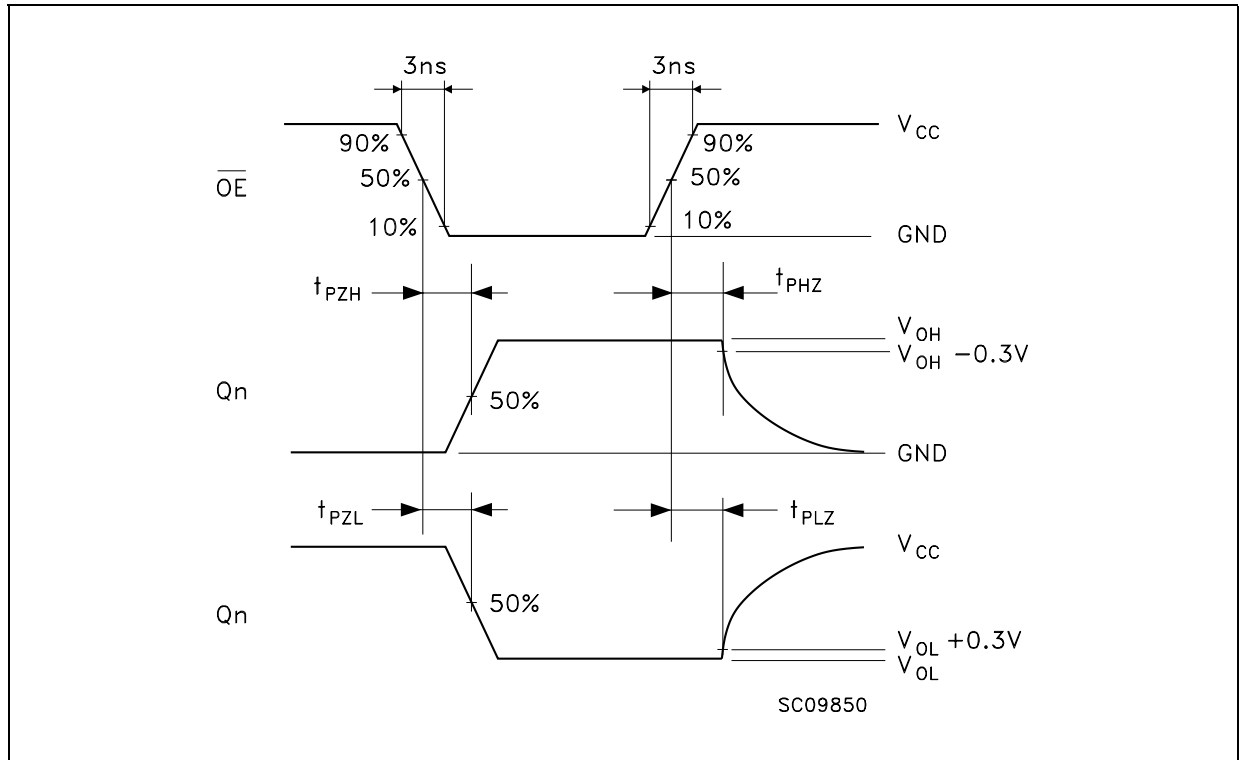 3ns 3ns
90% 90% V_CC
50% 50%
O̅E̅
10% 10% GND
t_PZH t_PHZ
V_OH
V_OH −0.3V
Qn 50%
GND
t_PZL t_PLZ
V_CC
Qn 50%
V_OL +0.3V
V_OL
SC09850